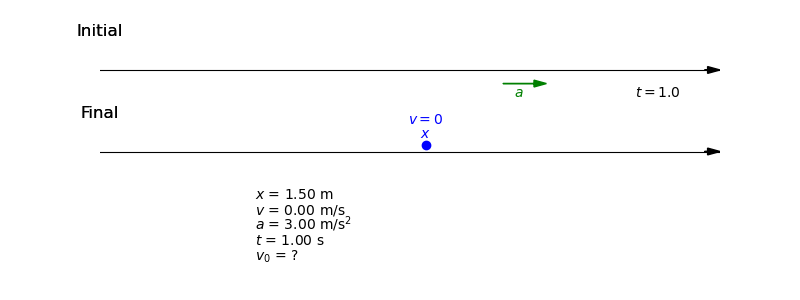 Initial
a
t = 1.0
Final
v = 0
x
x = 1.50 m
v = 0.00 m/s
a = 3.00 m/s²
t = 1.00 s
v₀ = ?